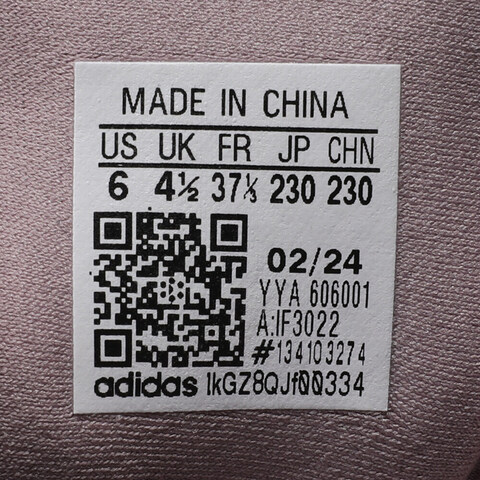 MADE IN CHINA
US UK FR JP CHN
6 4½ 37⅓ 230 230
02/24
YYA 606001
A:IF3022
#134103274
adidas 1kGZ8QJf00334